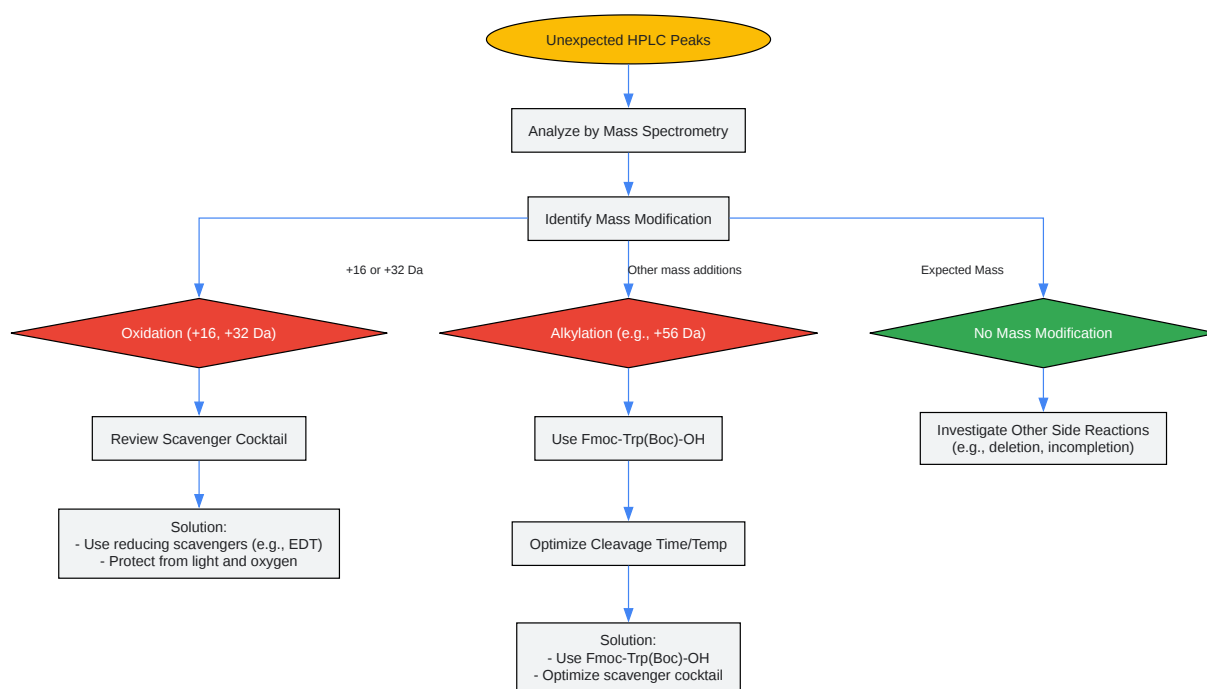 Unexpected HPLC Peaks
Analyze by Mass Spectrometry
Identify Mass Modification
+16 or +32 Da
Other mass additions
Expected Mass
Oxidation (+16, +32 Da)
Alkylation (e.g., +56 Da)
No Mass Modification
Review Scavenger Cocktail
Use Fmoc-Trp(Boc)-OH
Investigate Other Side Reactions
(e.g., deletion, incompletion)
Solution:
- Use reducing scavengers (e.g., EDT)
- Protect from light and oxygen
Optimize Cleavage Time/Temp
Solution:
- Use Fmoc-Trp(Boc)-OH
- Optimize scavenger cocktail